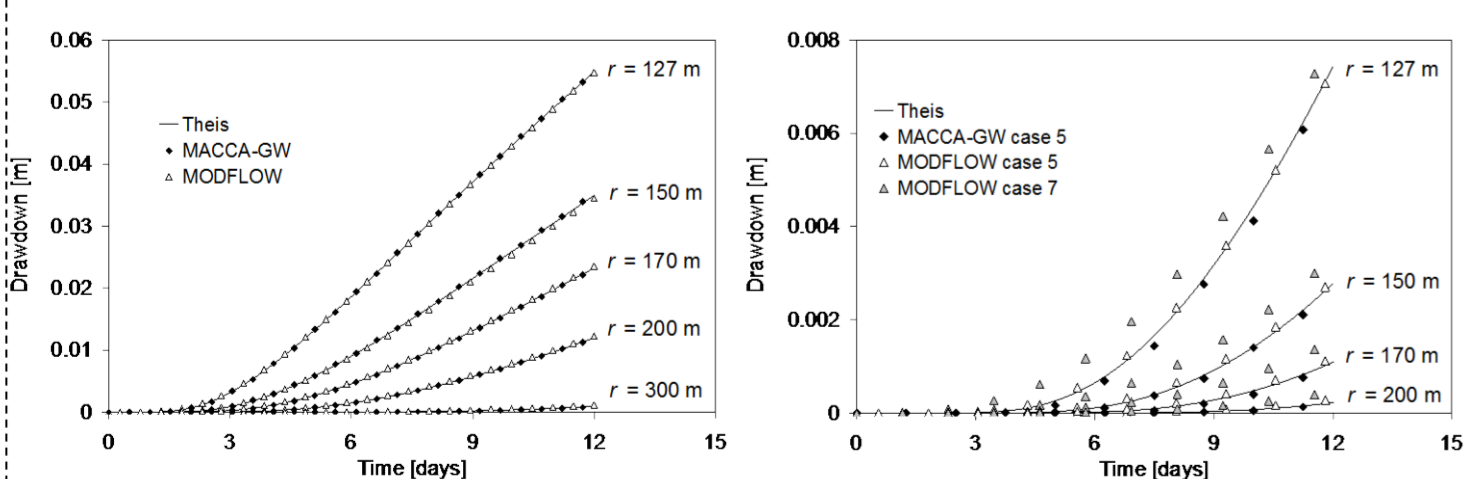 0.06
0.05
0.04
0.03
0.02
0.01
0
Drawdown [m]
Theis
MACCA-GW
MODFLOW
r = 127 m
r = 150 m
r = 170 m
r = 200 m
r = 300 m
0 3 6 9 12 15
Time [days]
0.008
0.006
0.004
0.002
0
Drawdown [m]
Theis
MACCA-GW case 5
MODFLOW case 5
MODFLOW case 7
r = 127 m
r = 150 m
r = 170 m
r = 200 m
0 3 6 9 12 15
Time [days]